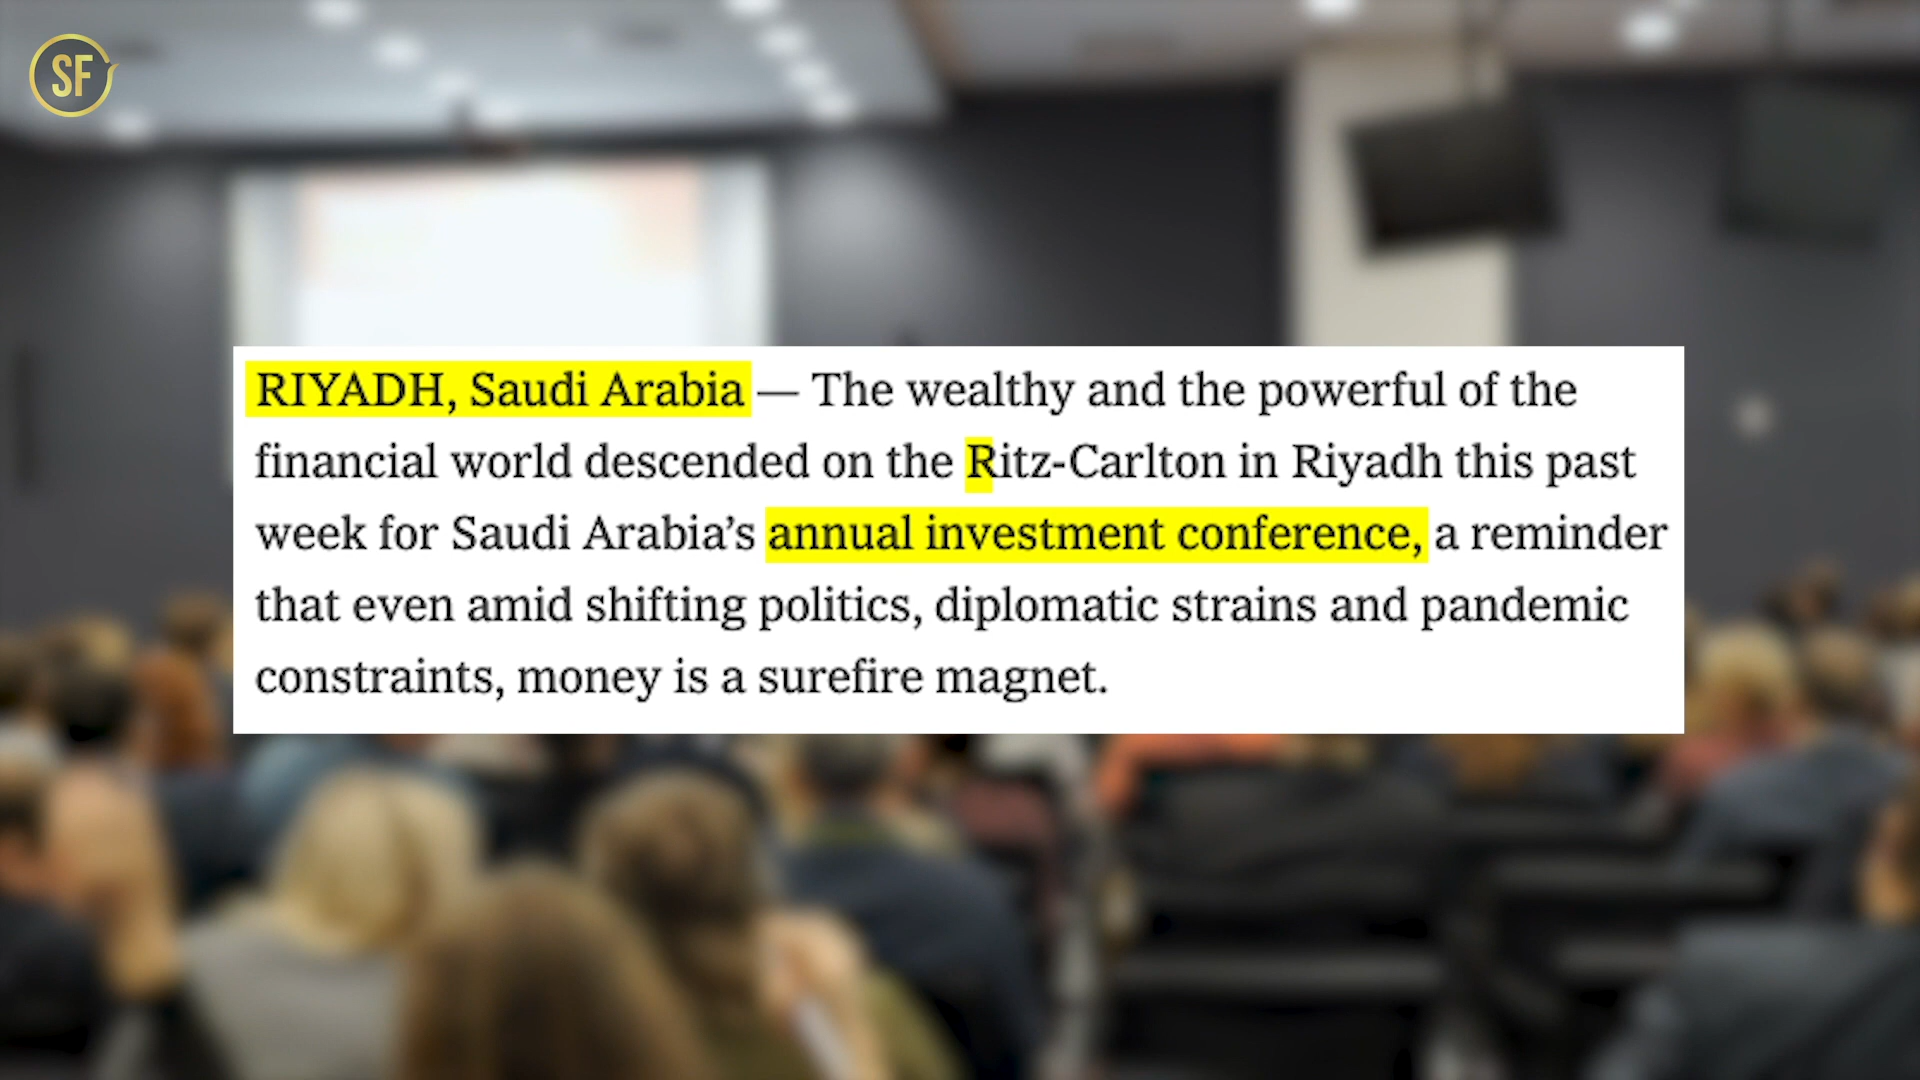 SF
RIYADH, Saudi Arabia — The wealthy and the powerful of the
financial world descended on the Ritz-Carlton in Riyadh this past
week for Saudi Arabia’s annual investment conference, a reminder
that even amid shifting politics, diplomatic strains and pandemic
constraints, money is a surefire magnet.